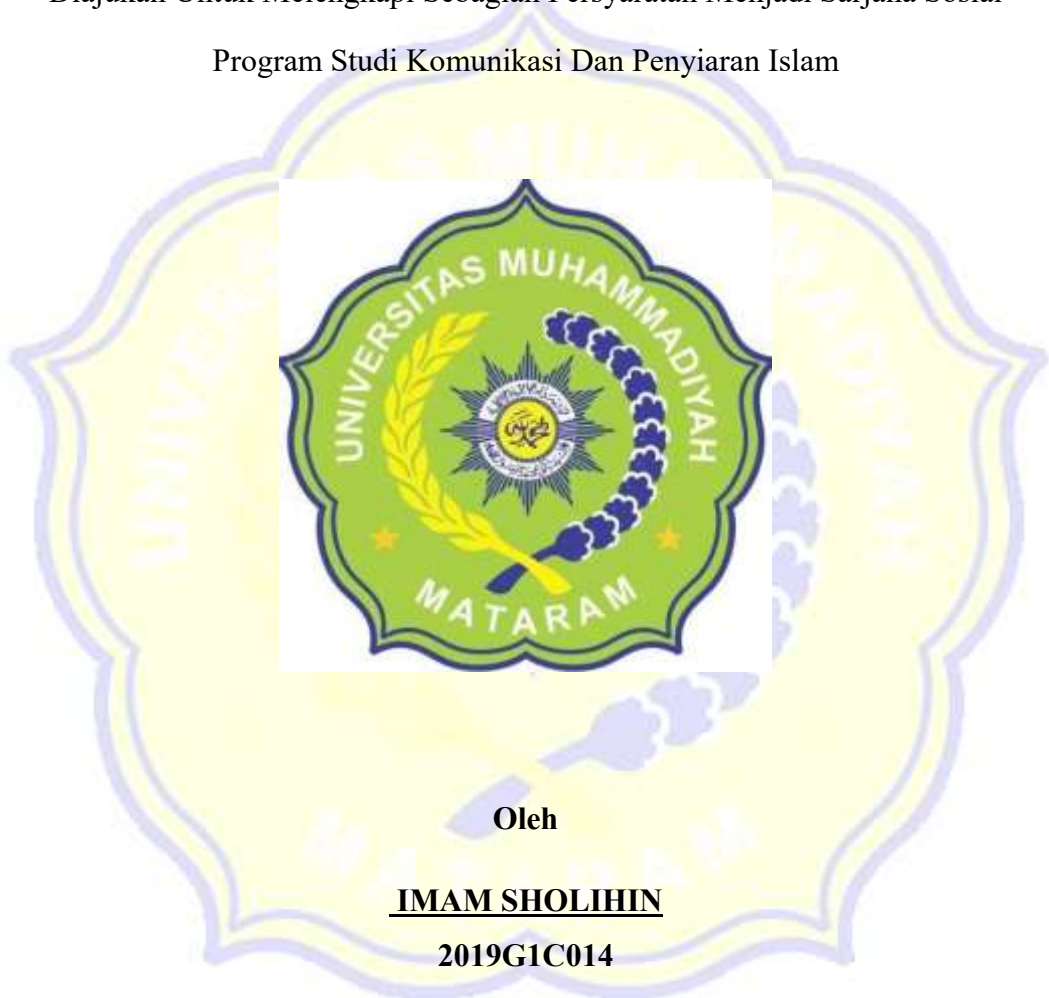 Diajukan Untuk Melengkapi Sebagian Persyaratan Menjadi Sarjana Sosial
Program Studi Komunikasi Dan Penyiaran Islam
UNIVERSITAS MUHAMMADIYAH
MATARAM
Oleh
IMAM SHOLIHIN
2019G1C014